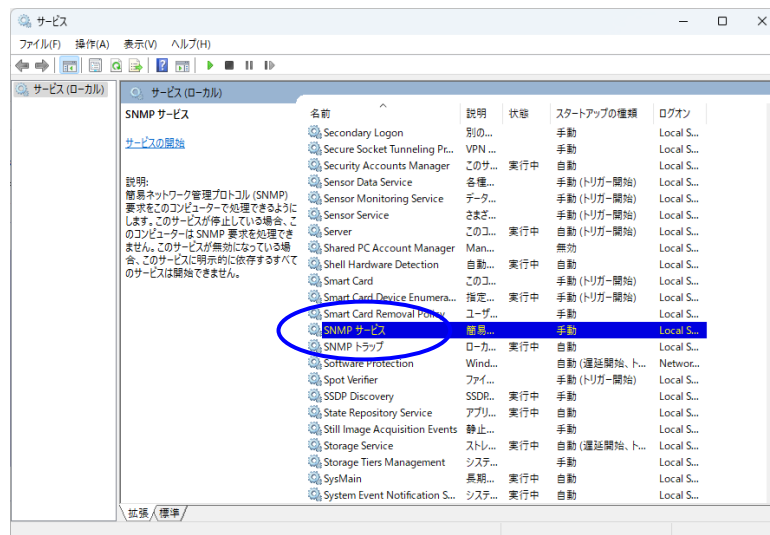 サービス
ファイル(F) 操作(A) 表示(V) ヘルプ(H)
サービス (ローカル)
サービス (ローカル)
SNMP サービス
サービスの開始
説明:
簡易ネットワーク管理プロトコル (SNMP)
要求をこのコンピューターで処理できるように
します。このサービスが停止している場合、こ
のコンピューターは SNMP 要求を処理でき
ません。このサービスが無効になっている場
合、このサービスに明示的に依存するすべて
のサービスは開始できません。
名前 説明 状態 スタートアップの種類 ログオン
Secondary Logon 別の... 手動 Local S...
Secure Socket Tunneling Pr... VPN ... 手動 Local S...
Security Accounts Manager このサ... 実行中 自動 Local S...
Sensor Data Service 各種... 手動 (トリガー開始) Local S...
Sensor Monitoring Service データ... 手動 (トリガー開始) Local S...
Sensor Service さまざ... 手動 (トリガー開始) Local S...
Server このコ... 実行中 自動 (トリガー開始) Local S...
Shared PC Account Manager Man... 無効 Local S...
Shell Hardware Detection 自動... 実行中 自動 Local S...
Smart Card このコ... 手動 (トリガー開始) Local S...
Smart Card Device Enumera... 指定... 実行中 手動 (トリガー開始) Local S...
Smart Card Removal Policy ユーザ... 手動 Local S...
SNMP サービス 簡易... 手動 Local S...
SNMP トラップ ローカ... 実行中 自動 Local S...
Software Protection Wind... 自動 (遅延開始、ト... Networ...
Spot Verifier ファイ... 手動 (トリガー開始) Local S...
SSDP Discovery SSDP... 実行中 手動 Local S...
State Repository Service アプリ... 実行中 自動 Local S...
Still Image Acquisition Events 静止... 手動 Local S...
Storage Service ストレ... 実行中 自動 (遅延開始、ト... Local S...
Storage Tiers Management システ... 手動 Local S...
SysMain 長期... 実行中 自動 Local S...
System Event Notification S... システ... 実行中 自動 Local S...
拡張 標準